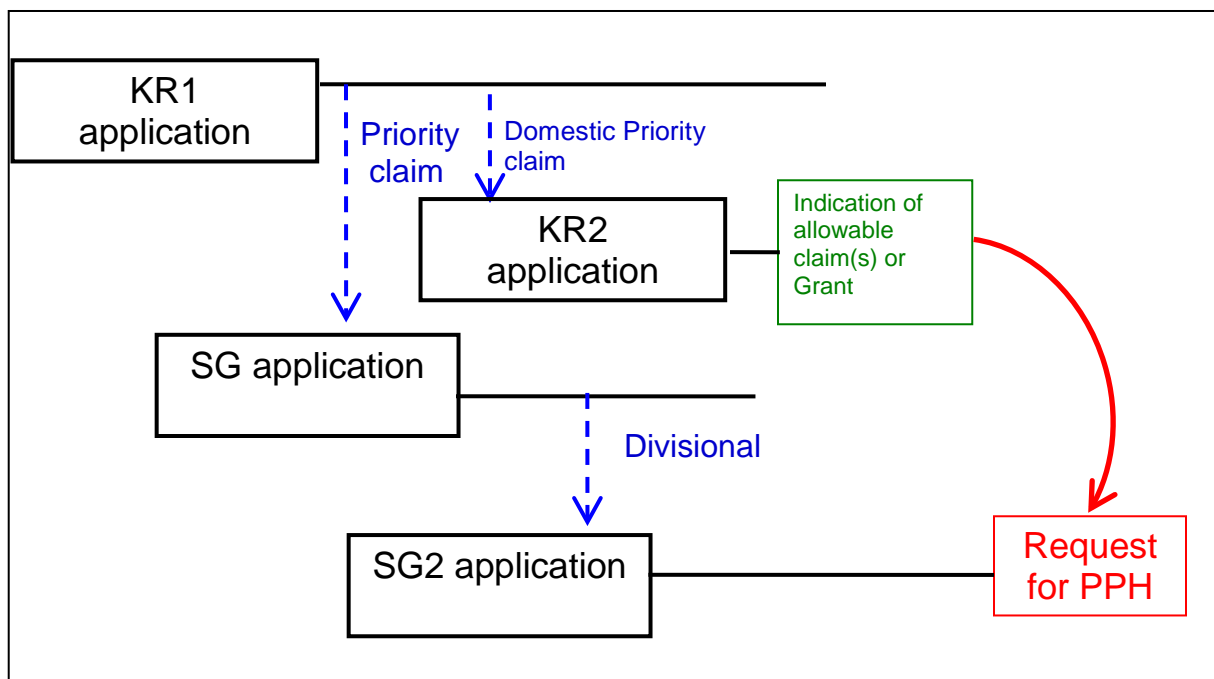 KR1
application
Priority
claim
Domestic Priority
claim
KR2
application
Indication of
allowable
claim(s) or
Grant
SG application
Divisional
SG2 application
Request
for PPH